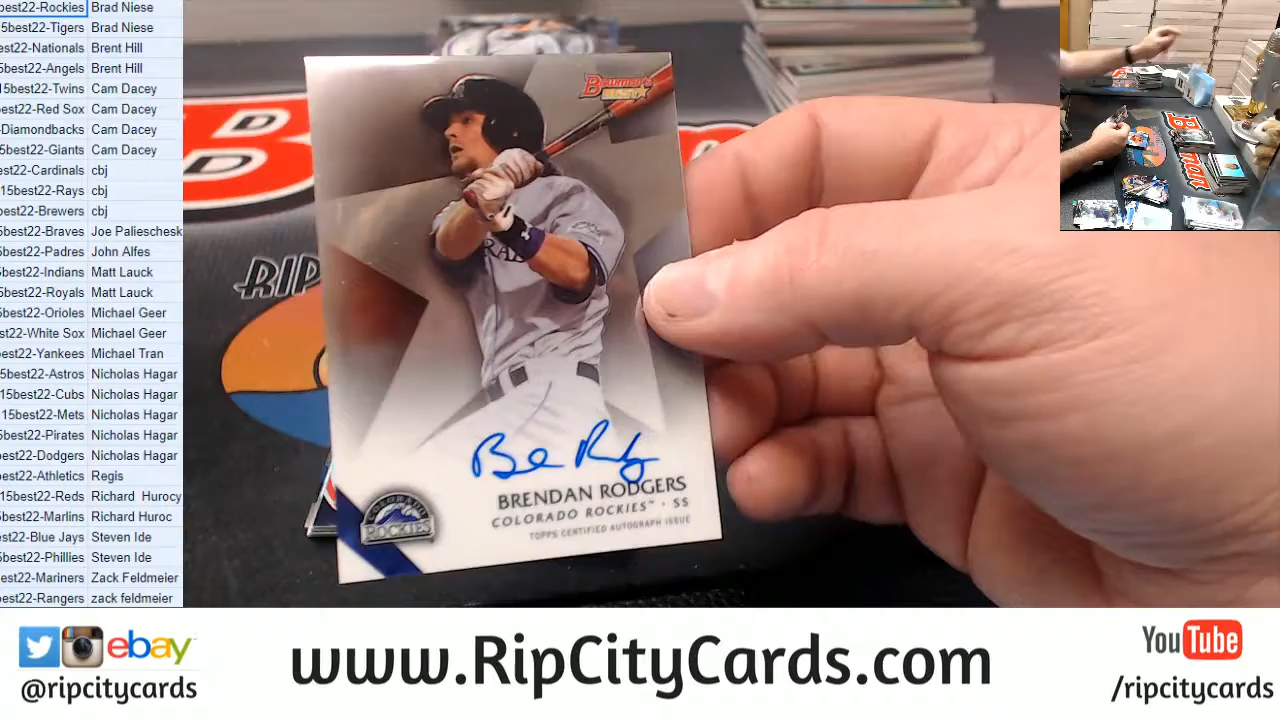 best22-Rockies Brad Niese
5best22-Tigers Brad Niese
est22-Nationals Brent Hill
5best22-Angels Brent Hill
15best22-Twins Cam Dacey
est22-Red Sox Cam Dacey
-Diamondbacks Cam Dacey
5best22-Giants Cam Dacey
est22-Cardinals cbj
15best22-Rays cbj
est22-Brewers cbj
best22-Braves Joe Palieschesk
best22-Padres John Alfes
best22-Indians Matt Lauck
best22-Royals Matt Lauck
best22-Orioles Michael Geer
est22-White Sox Michael Geer
est22-Yankees Michael Tran
5best22-Astros Nicholas Hagar
15best22-Cubs Nicholas Hagar
15best22-Mets Nicholas Hagar
5best22-Pirates Nicholas Hagar
best22-Dodgers Nicholas Hagar
est22-Athletics Regis
15best22-Reds Richard Hurocy
best22-Marlins Richard Huroc
est22-Blue Jays Steven Ide
best22-Phillies Steven Ide
est22-Mariners Zack Feldmeier
est22-Rangers zack feldmeier
Bowman's
BEST
RIP
BRENDAN RODGERS
COLORADO ROCKIES™ · SS
TOPPS CERTIFIED AUTOGRAPH ISSUE
COLORADO
ROCKIES
ebay
@ripcitycards
www.RipCityCards.com
YouTube
/ripcitycards